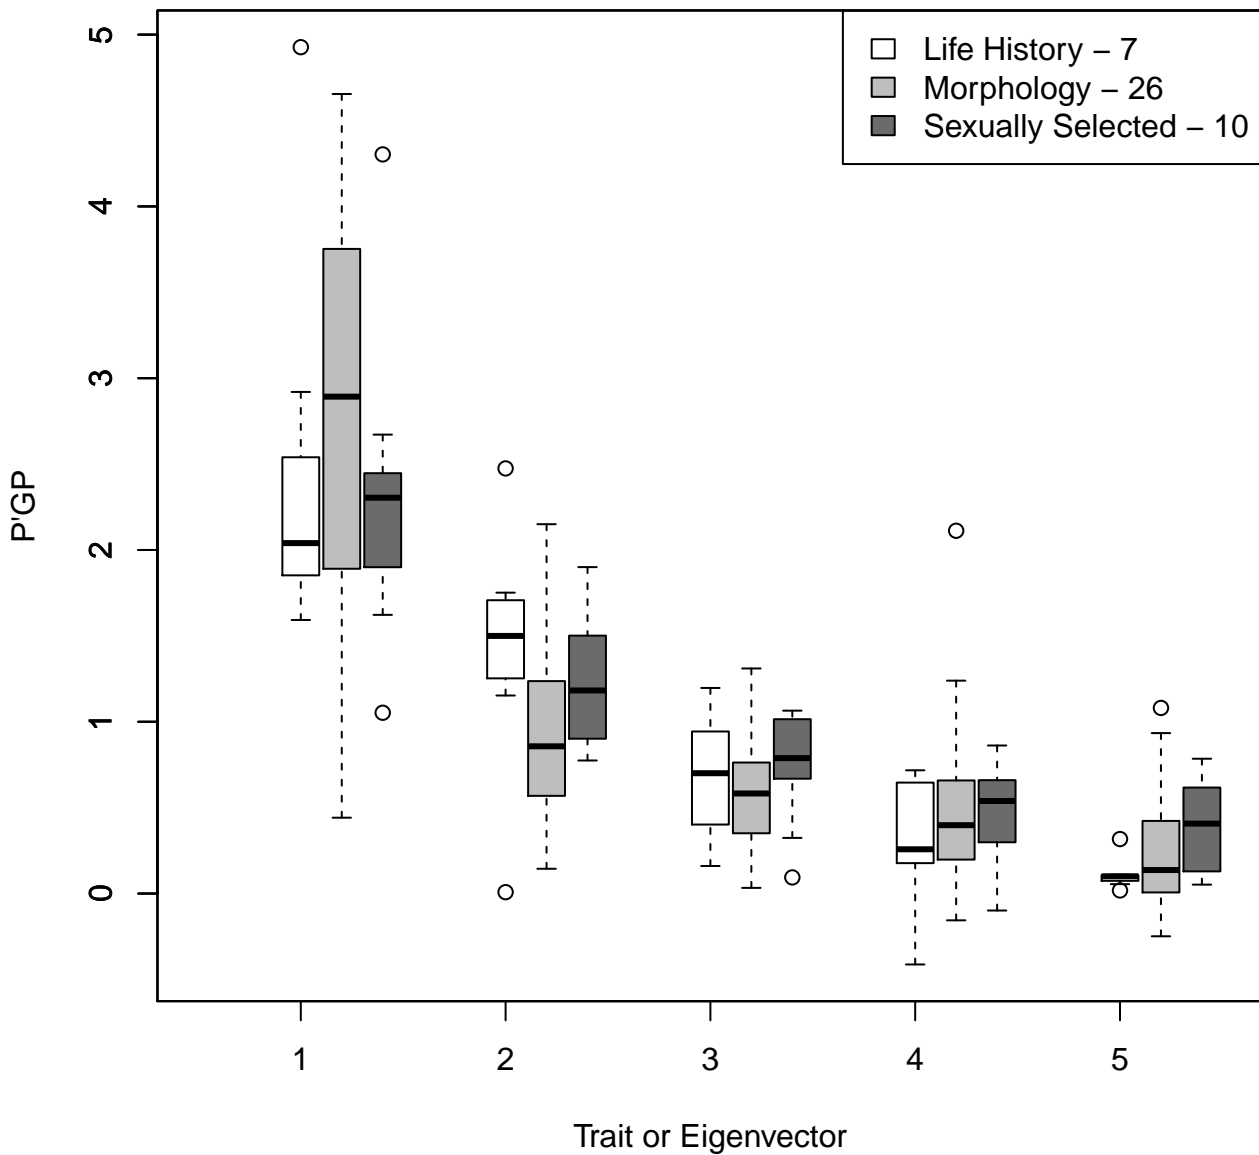 Life History – 7
Morphology – 26
Sexually Selected – 10
5
4
3
2
1
0
P'GP
1 2 3 4 5
Trait or Eigenvector